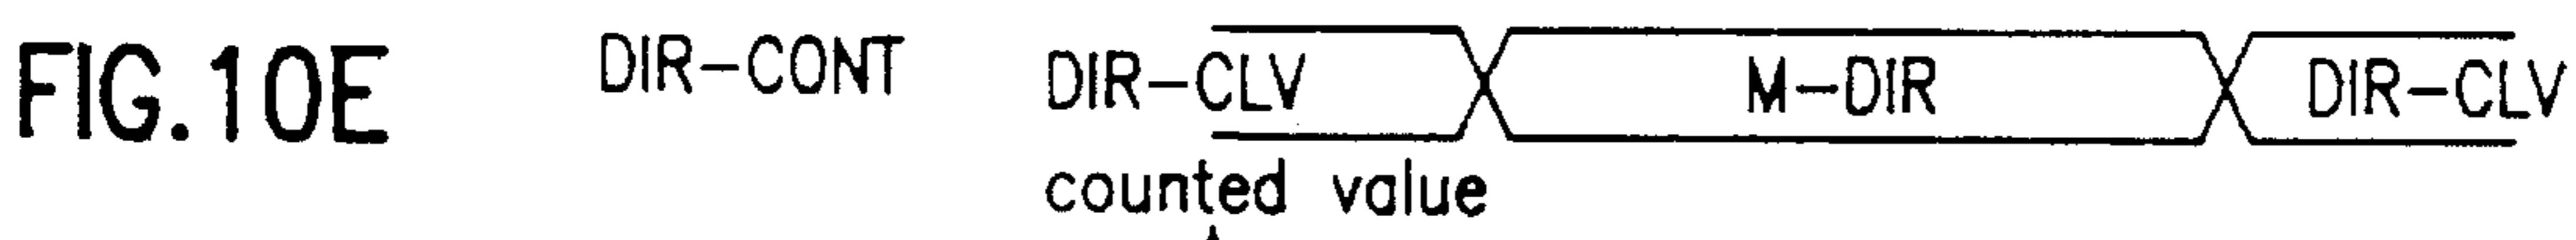 FIG.10E DIR-CONT DIR-CLV M-DIR DIR-CLV
counted value